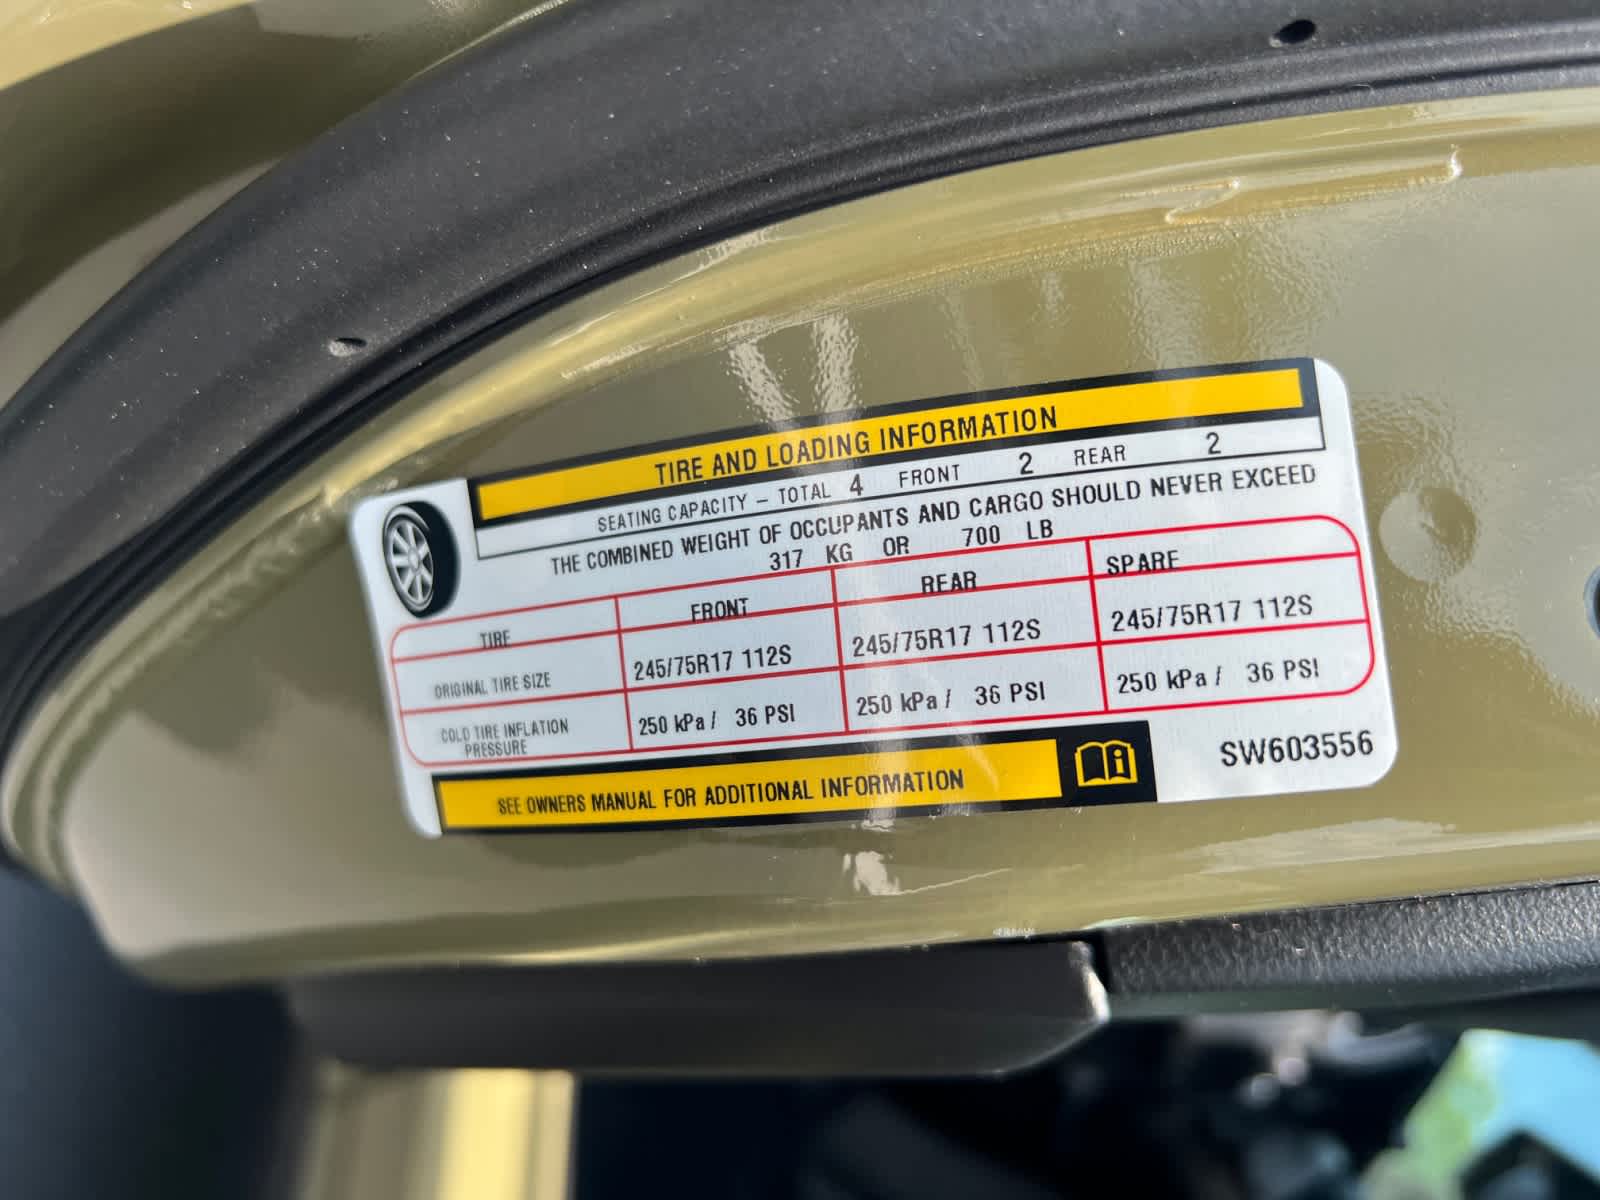 TIRE AND LOADING INFORMATION
SEATING CAPACITY – TOTAL 4 FRONT 2 REAR 2
THE COMBINED WEIGHT OF OCCUPANTS AND CARGO SHOULD NEVER EXCEED
317 KG OR 700 LB
TIRE FRONT REAR SPARE
ORIGINAL TIRE SIZE 245/75R17 112S 245/75R17 112S 245/75R17 112S
COLD TIRE INFLATION PRESSURE 250 kPa / 36 PSI 250 kPa / 36 PSI 250 kPa / 36 PSI
SEE OWNERS MANUAL FOR ADDITIONAL INFORMATION
SW603556